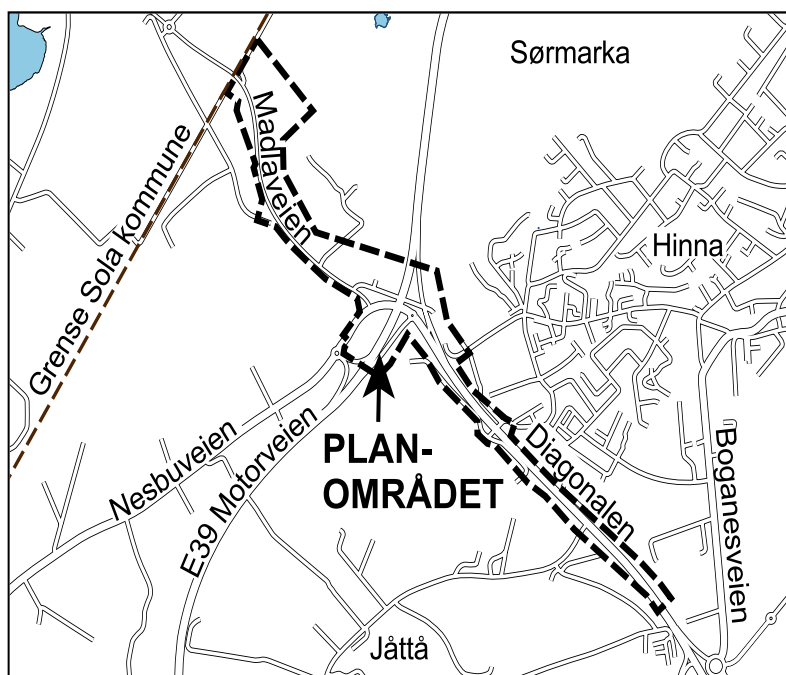 Sørmarka
Madlaveien
Grense Sola kommune
Hinna
PLAN-
OMRÅDET
Nesbuveien
E39 Motorveien
Diagonalen
Boganesveien
Jåttå